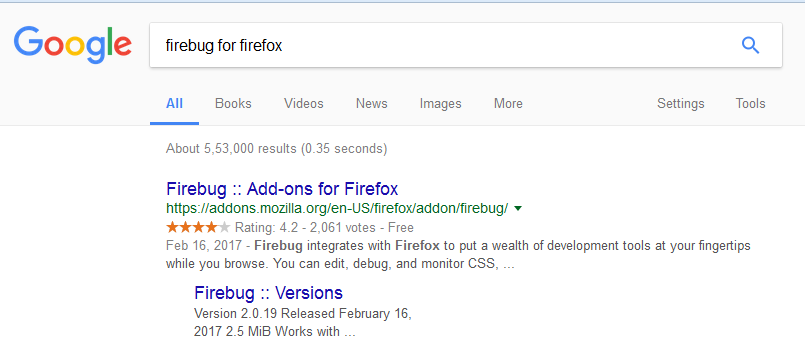 Google
firebug for firefox
All Books Videos News Images More Settings Tools
About 5,53,000 results (0.35 seconds)
Firebug :: Add-ons for Firefox
https://addons.mozilla.org/en-US/firefox/addon/firebug/
Rating: 4.2 - 2,061 votes - Free
Feb 16, 2017 - Firebug integrates with Firefox to put a wealth of development tools at your fingertips
while you browse. You can edit, debug, and monitor CSS, ...
Firebug :: Versions
Version 2.0.19 Released February 16,
2017 2.5 MiB Works with ...